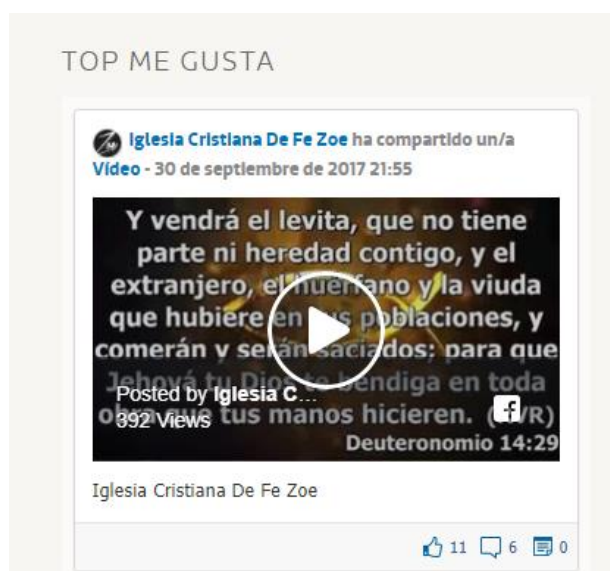 TOP ME GUSTA
Iglesia Cristiana De Fe Zoe ha compartido un/a
Vídeo - 30 de septiembre de 2017 21:55
Y vendrá el levita, que no tiene
parte ni heredad contigo, y el
extranjero, el huérfano y la viuda
que hubiere en tus poblaciones, y
comerán y serán saciados; para que
Jehová tu Dios te bendiga en toda
obra que tus manos hicieren. (RVR)
Posted by Iglesia C...
392 Views
Deuteronomio 14:29
Iglesia Cristiana De Fe Zoe
11 6 0